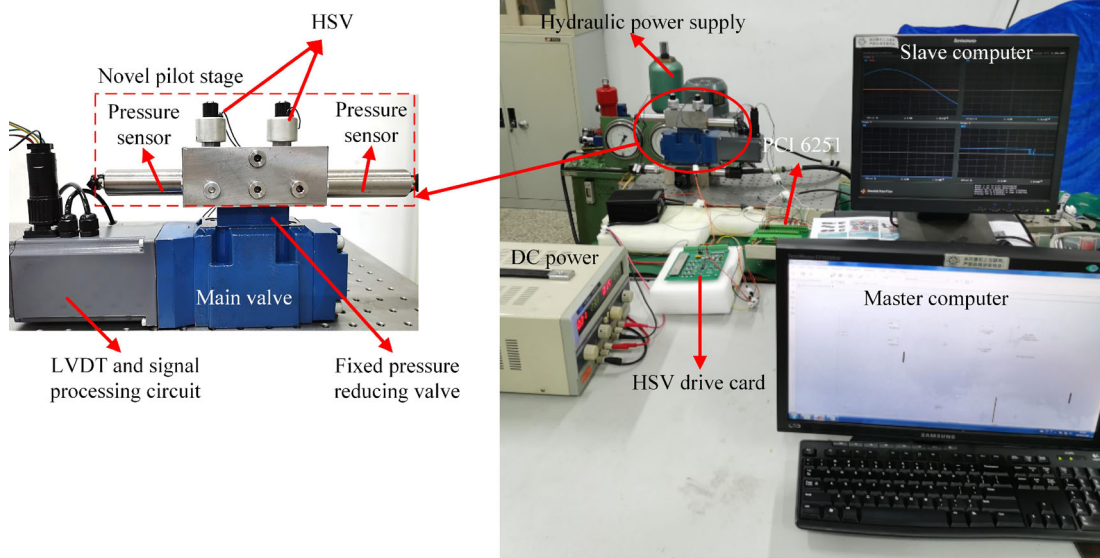 HSV
Novel pilot stage
Pressure
sensor
Pressure
sensor
Main valve
LVDT and signal
processing circuit
Fixed pressure
reducing valve
Hydraulic power supply
Slave computer
PCI 6251
DC power
HSV drive card
Master computer
lenovo
SAMSUNG